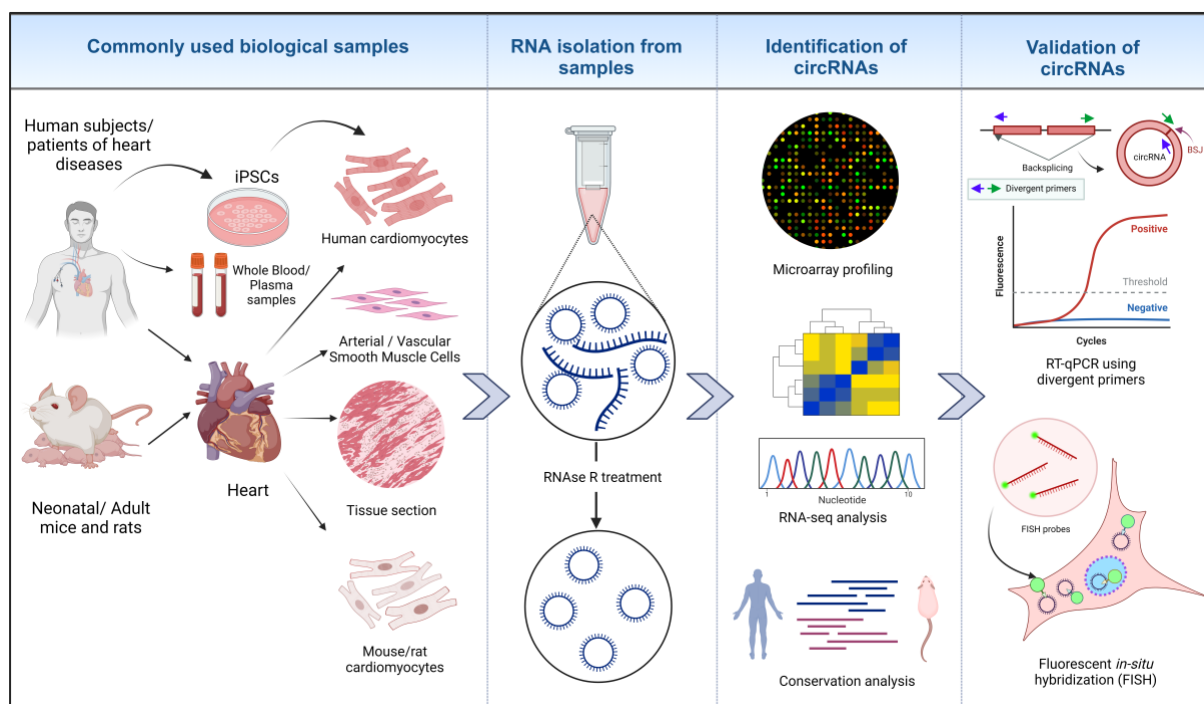 Commonly used biological samples
RNA isolation from
samples
Identification of
circRNAs
Validation of
circRNAs
Human subjects/
patients of heart
diseases
iPSCs
Human cardiomyocytes
Whole Blood/
Plasma
samples
Arterial / Vascular
Smooth Muscle Cells
Heart
Tissue section
Neonatal/ Adult
mice and rats
Mouse/rat
cardiomyocytes
RNAse R treatment
Microarray profiling
1
Nucleotide
10
RNA-seq analysis
Conservation analysis
Backsplicing
circRNA
BSJ
Divergent primers
Fluorescence
Positive
Threshold
Negative
Cycles
RT-qPCR using
divergent primers
FISH probes
Fluorescent in-situ
hybridization (FISH)